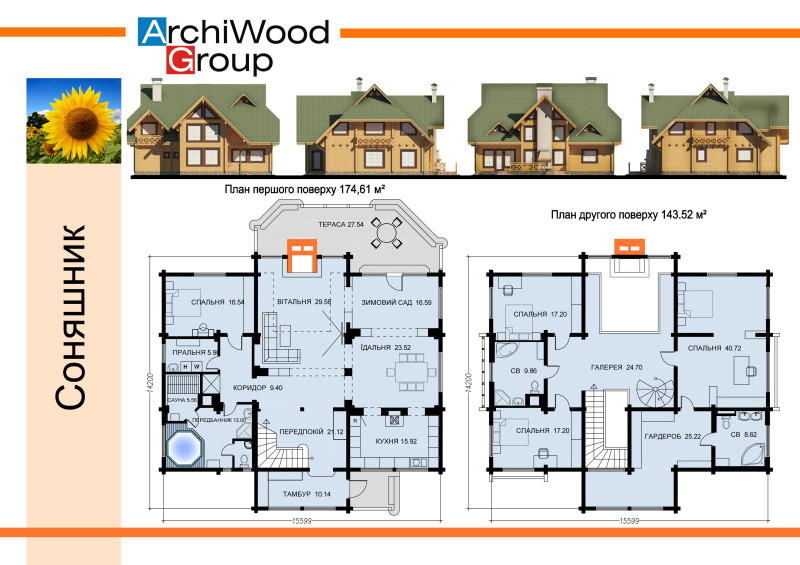 ArchiWood
Group
Соняшник
План першого поверху 174,61 м²
План другого поверху 143.52 м²
ТЕРАСА 27.54
СПАЛЬНЯ 16.54
ВІТАЛЬНЯ 29.58
ЗИМОВИЙ САД 16.59
ПРАЛЬНЯ 5.98
H W
ЇДАЛЬНЯ 23.52
САУНА 5.58
КОРИДОР 9.40
ПЕРЕДБАННИК 12.00
ПЕРЕДПОКІЙ 21.12
R
КУХНЯ 15.92
ТАМБУР 10.14
14200
15599
СПАЛЬНЯ 17.20
СВ 9.86
ГАЛЕРЕЯ 24.70
СПАЛЬНЯ 40.72
СПАЛЬНЯ 17.20
ГАРДЕРОБ 25.22
СВ 8.62
14200
15599